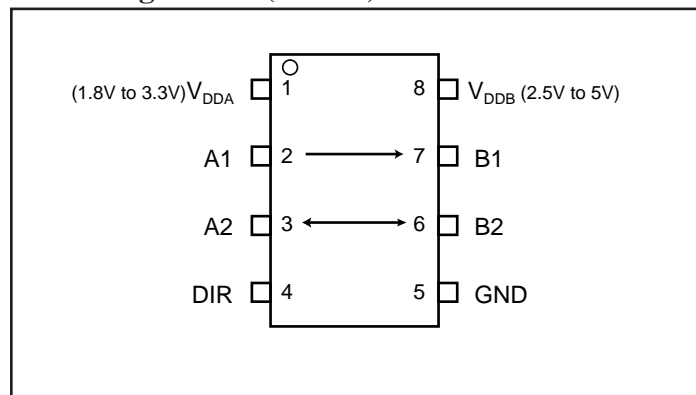 (1.8V to 3.3V)VDDA 1 8 VDDB (2.5V to 5V)
A1 2 7 B1
A2 3 6 B2
DIR 4 5 GND